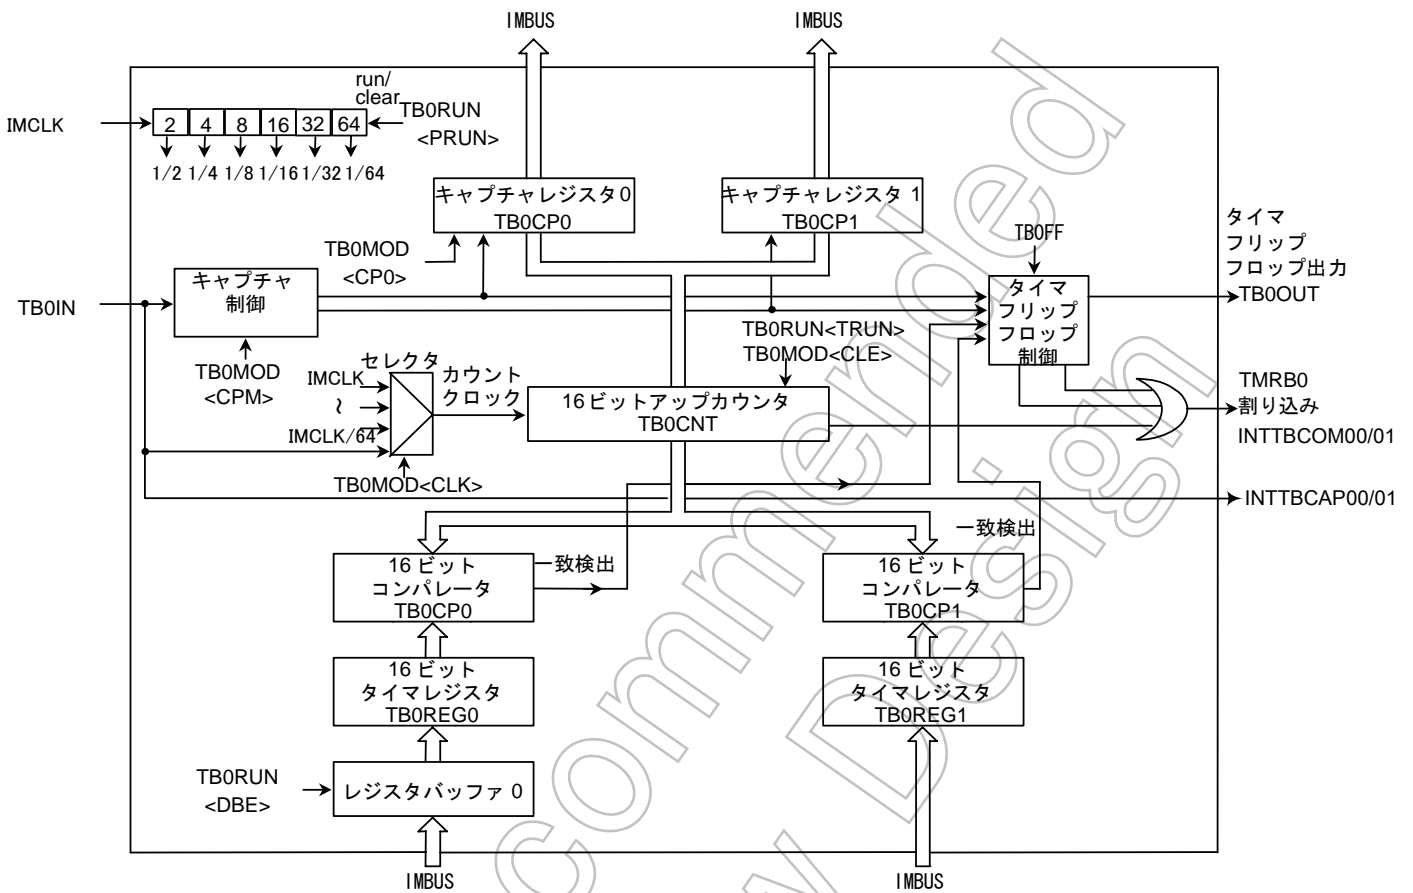 IMBUS
IMBUS
run/
clear
IMCLK
2 4 8 16 32 64
TB0RUN
<PRUN>
1/2 1/4 1/8 1/16 1/32 1/64
キャプチャレジスタ0
TB0CP0
キャプチャレジスタ 1
TB0CP1
TB0MOD
<CP0>
TB0FF
タイマ
フリップ
フロップ出力
TB0OUT
TB0IN
キャプチャ
制御
タイマ
フリップ
フロップ
制御
TB0RUN<TRUN>
TB0MOD<CLE>
TB0MOD
<CPM>
セレクタ
IMCLK
~
IMCLK/64
カウント
クロック
16ビットアップカウンタ
TB0CNT
TMRB0
割り込み
INTTBCOM00/01
TB0MOD<CLK>
INTTBCAP00/01
一致検出
一致検出
16 ビット
コンパレータ
TB0CP0
16 ビット
コンパレータ
TB0CP1
16 ビット
タイマレジスタ
TB0REG0
16 ビット
タイマレジスタ
TB0REG1
TB0RUN
<DBE>
レジスタバッファ 0
IMBUS
IMBUS
commended
w Design